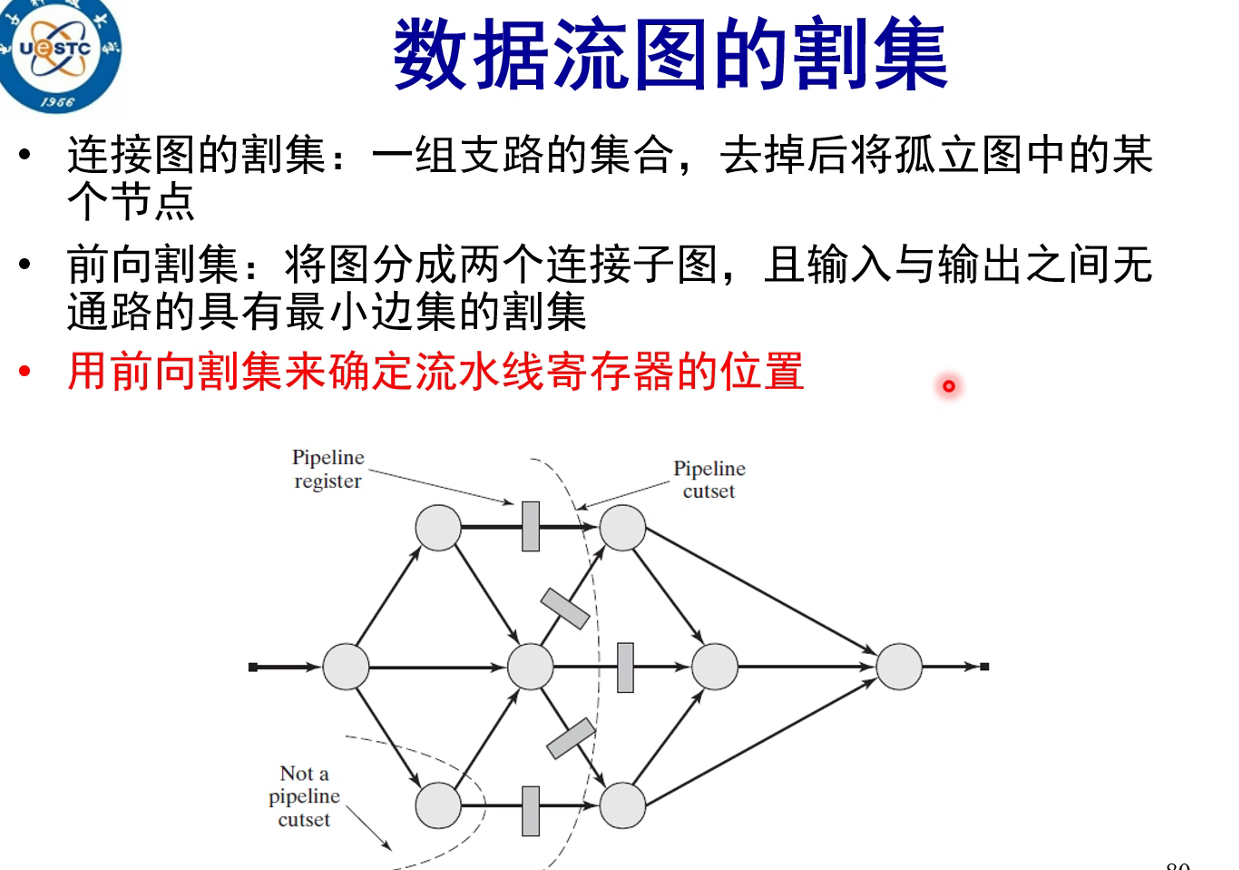 UeSTC
1956
数据流图的割集
• 连接图的割集：一组支路的集合，去掉后将孤立图中的某
个节点
• 前向割集：将图分成两个连接子图，且输入与输出之间无
通路的具有最小边集的割集
• 用前向割集来确定流水线寄存器的位置
Pipeline
register
Pipeline
cutset
Not a
pipeline
cutset